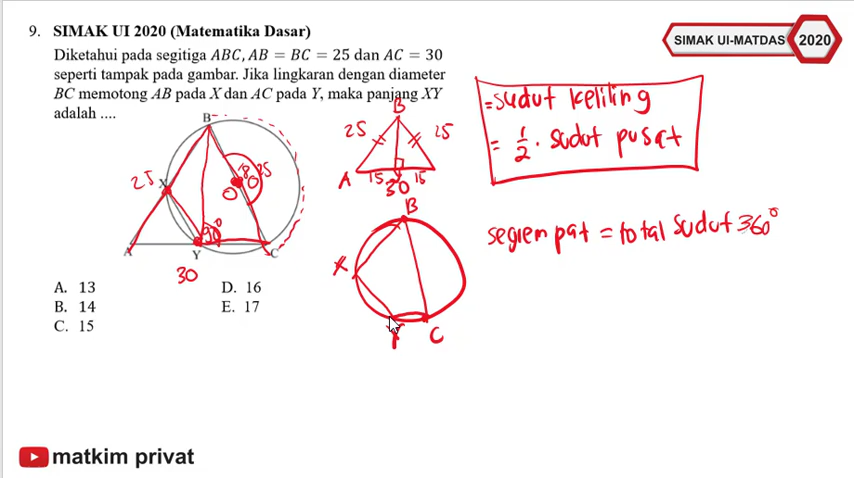 9. SIMAK UI 2020 (Matematika Dasar)
SIMAK UI-MATDAS 2020
Diketahui pada segitiga ABC, AB = BC = 25 dan AC = 30
seperti tampak pada gambar. Jika lingkaran dengan diameter
BC memotong AB pada X dan AC pada Y, maka panjang XY
adalah ....
= sudut keliling
= 1/2 . sudut pusat
B
25 25
A 15 15
30
B
25 X
180° 25
O
90°
A Y C
30
B
X
Y C
segiempat = total sudut 360°
A. 13
B. 14
C. 15
D. 16
E. 17
matkim privat